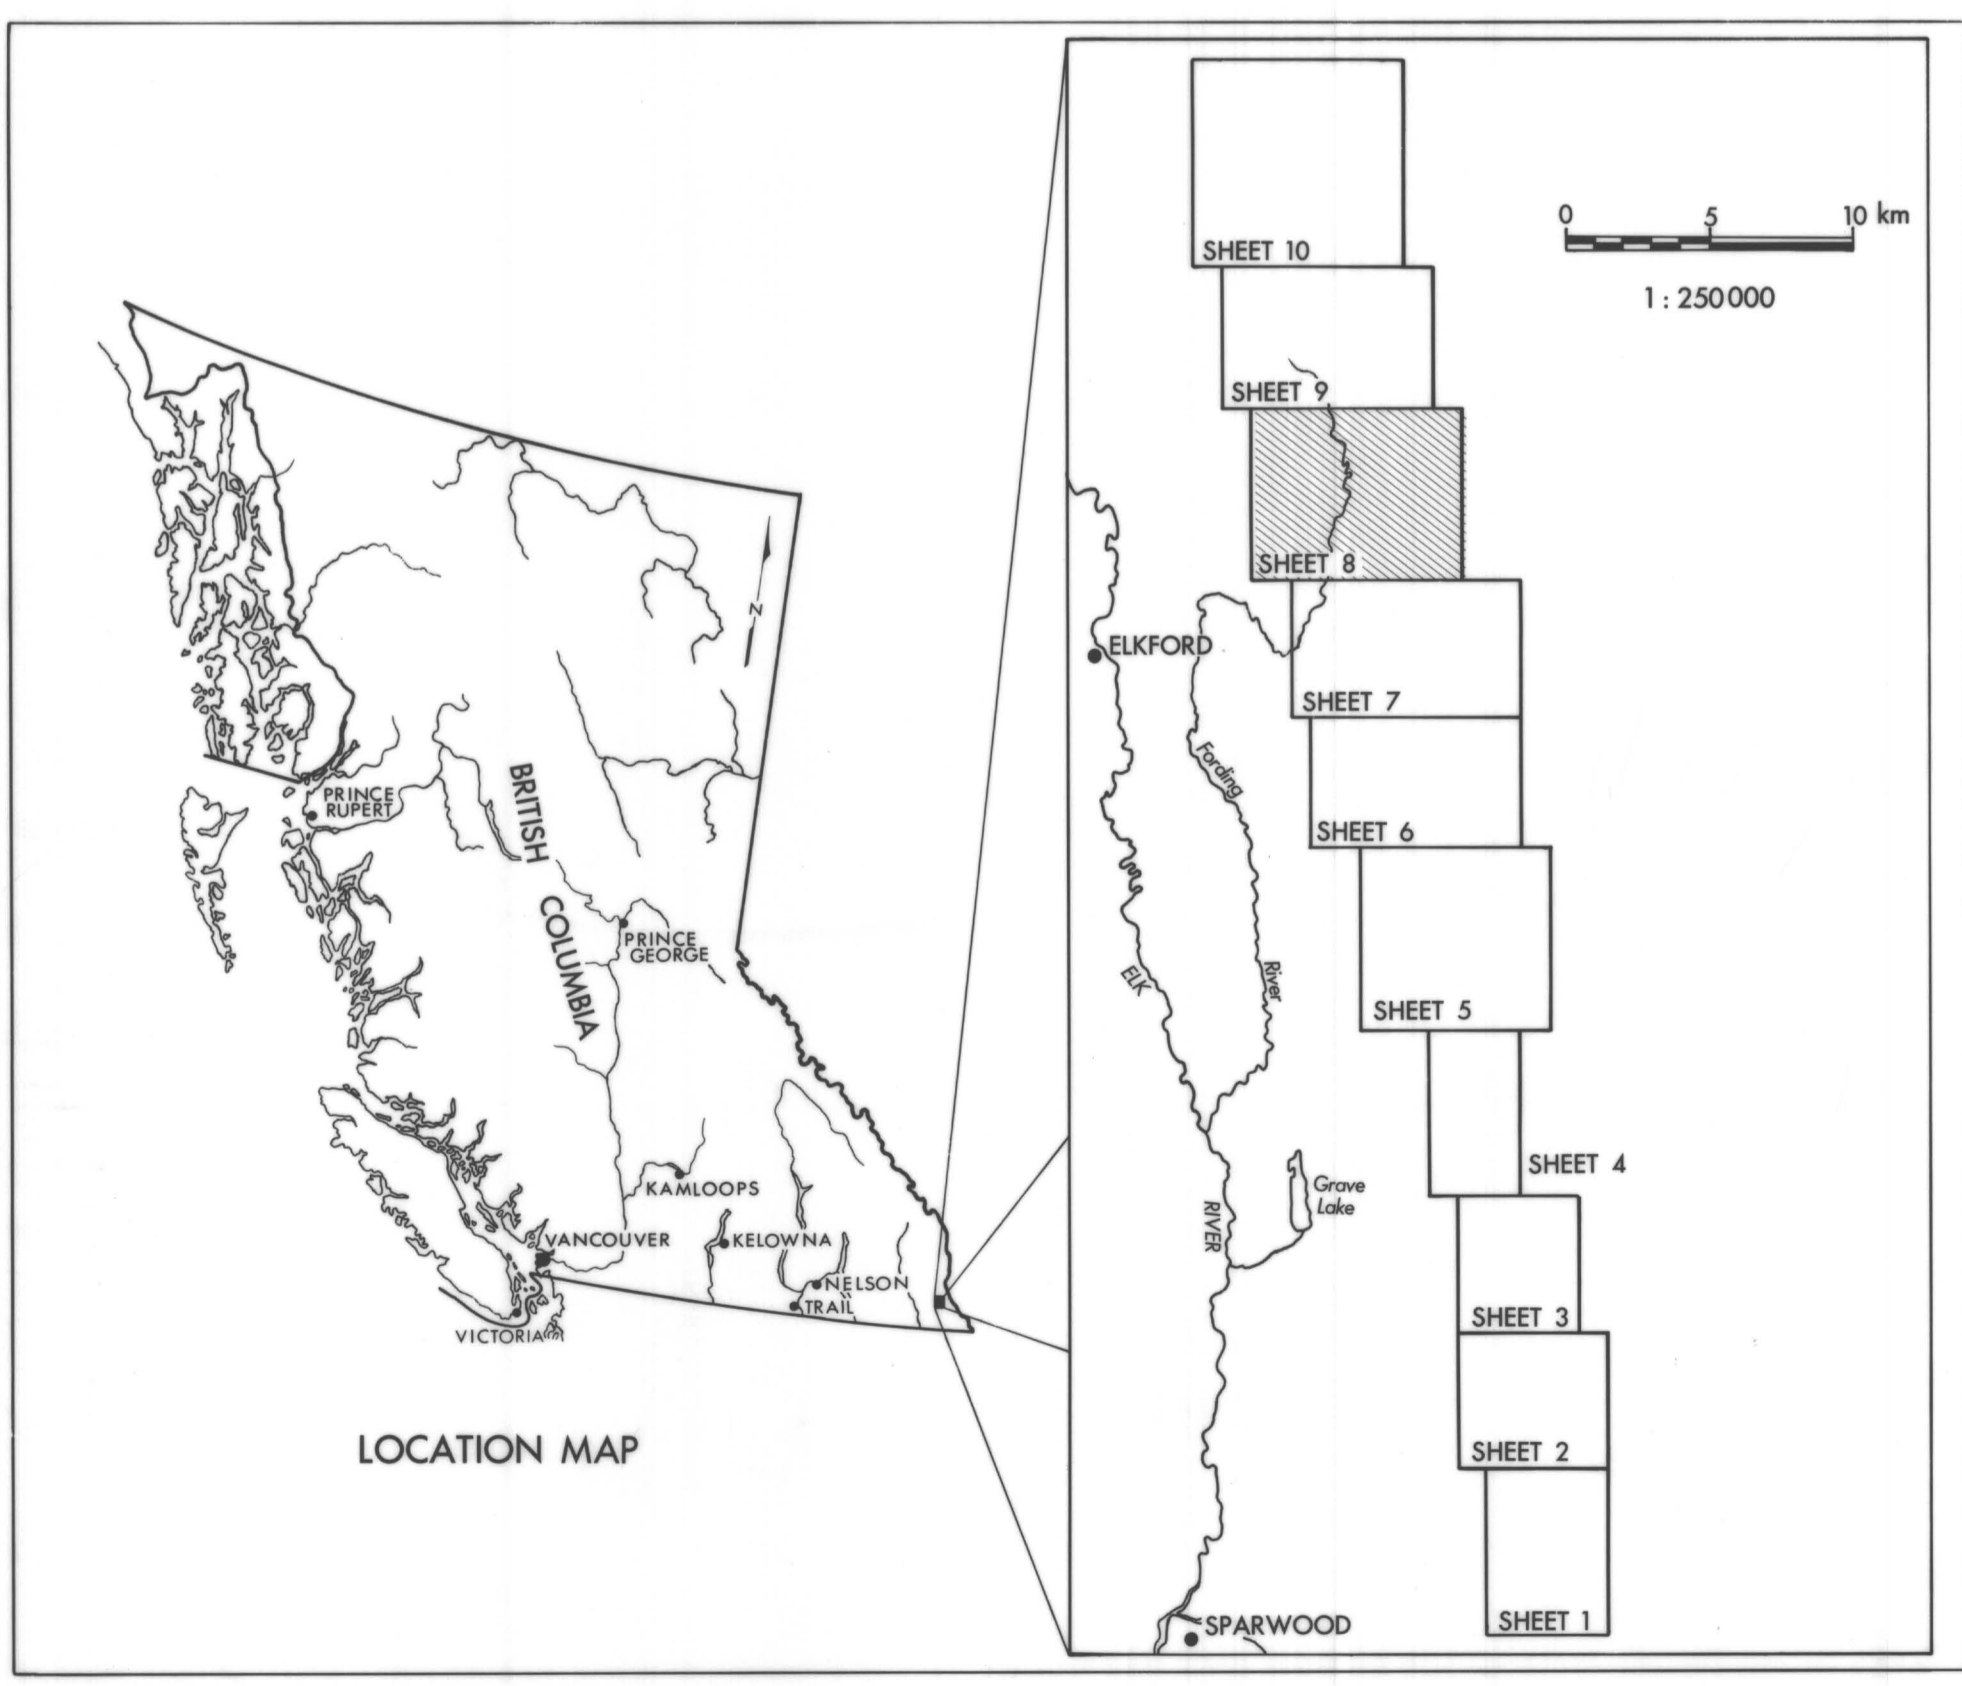 PRINCE
RUPERT
BRITISH
COLUMBIA
N
PRINCE
GEORGE
KAMLOOPS
VANCOUVER
KELOWNA
NELSON
TRAIL
VICTORIA
LOCATION MAP
SHEET 10
0 5 10 km
1 : 250 000
SHEET 9
SHEET 8
ELKFORD
SHEET 7
Fording
River
SHEET 6
ELK
RIVER
SHEET 5
SHEET 4
Grave
Lake
SHEET 3
SHEET 2
SHEET 1
SPARWOOD